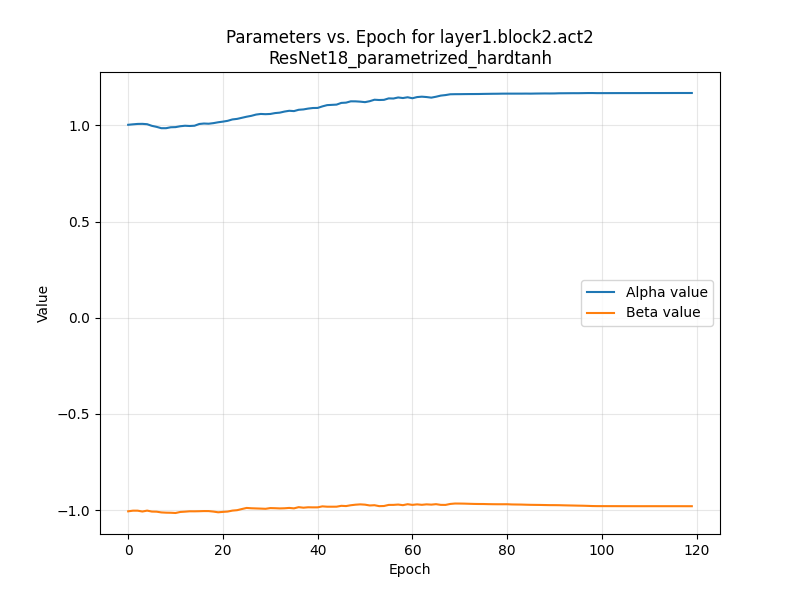 Parameters vs. Epoch for layer1.block2.act2
ResNet18_parametrized_hardtanh
1.0
0.5
0.0
−0.5
−1.0
Value
Alpha value
Beta value
0 20 40 60 80 100 120
Epoch